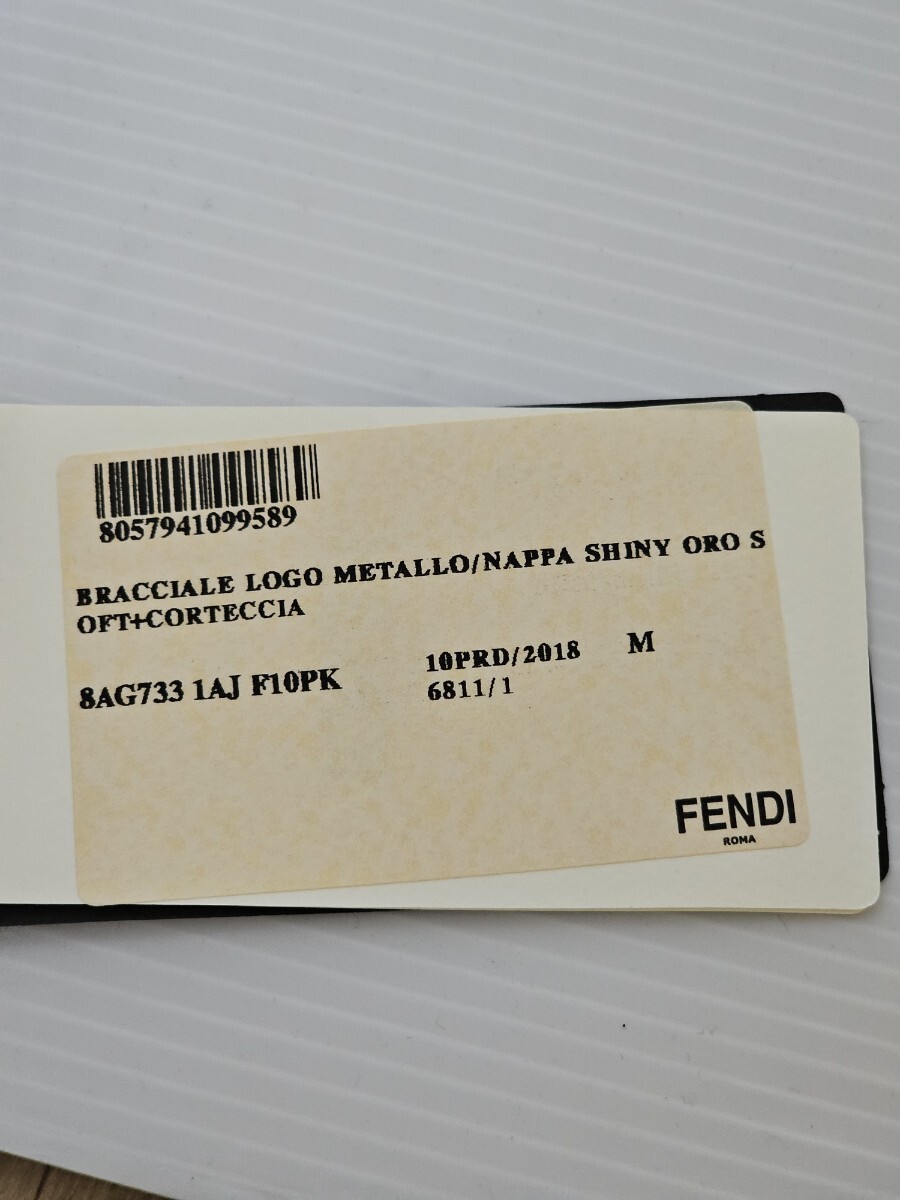 8057941099589
BRACCIALE LOGO METALLO/NAPPA SHINY ORO S
OFT+CORTECCIA
8AG733 1AJ F10PK
10PRD/2018 M
6811/1
FENDI
ROMA